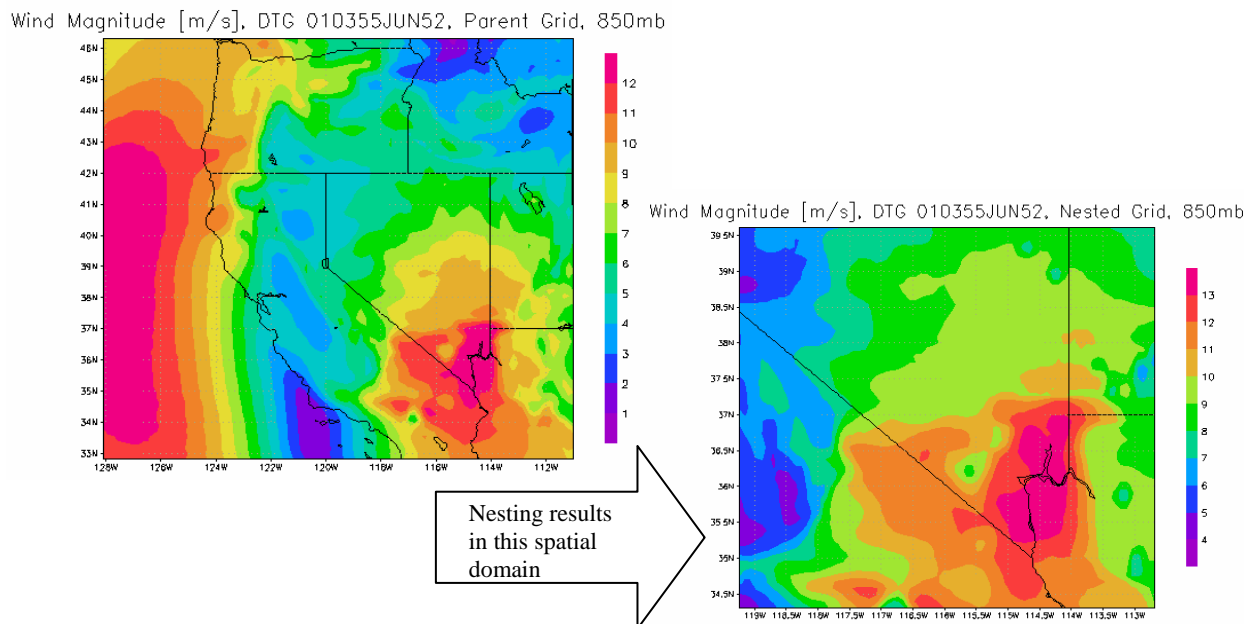 Wind Magnitude [m/s], DTG 010355JUN52, Parent Grid, 850mb
46N
45N
44N
43N
42N
41N
40N
39N
38N
37N
36N
35N
34N
33N
128W 126W 124W 122W 120W 118W 116W 114W 112W
12
11
10
9
8
7
6
5
4
3
2
1
Wind Magnitude [m/s], DTG 010355JUN52, Nested Grid, 850mb
39.5N
39N
38.5N
38N
37.5N
37N
36.5N
36N
35.5N
35N
34.5N
119W 118.5W 118W 117.5W 117W 116.5W 116W 115.5W 115W 114.5W 114W 113.5W 113W
13
12
11
10
9
8
7
6
5
4
Nesting results
in this spatial
domain